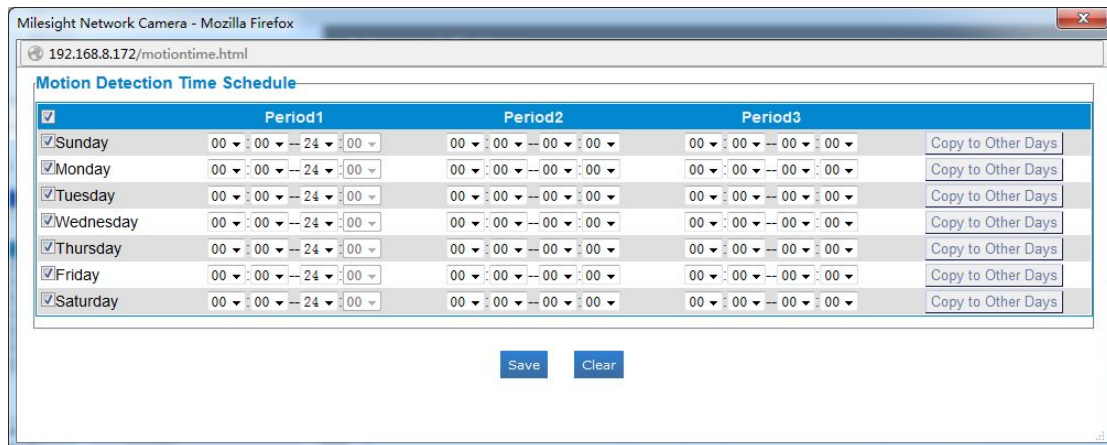 Milesight Network Camera - Mozilla Firefox
192.168.8.172/motiontime.html
Motion Detection Time Schedule
Period1 Period2 Period3
Sunday 00 : 00 -- 24 : 00 00 : 00 -- 00 : 00 00 : 00 -- 00 : 00 Copy to Other Days
Monday 00 : 00 -- 24 : 00 00 : 00 -- 00 : 00 00 : 00 -- 00 : 00 Copy to Other Days
Tuesday 00 : 00 -- 24 : 00 00 : 00 -- 00 : 00 00 : 00 -- 00 : 00 Copy to Other Days
Wednesday 00 : 00 -- 24 : 00 00 : 00 -- 00 : 00 00 : 00 -- 00 : 00 Copy to Other Days
Thursday 00 : 00 -- 24 : 00 00 : 00 -- 00 : 00 00 : 00 -- 00 : 00 Copy to Other Days
Friday 00 : 00 -- 24 : 00 00 : 00 -- 00 : 00 00 : 00 -- 00 : 00 Copy to Other Days
Saturday 00 : 00 -- 24 : 00 00 : 00 -- 00 : 00 00 : 00 -- 00 : 00 Copy to Other Days
Save Clear